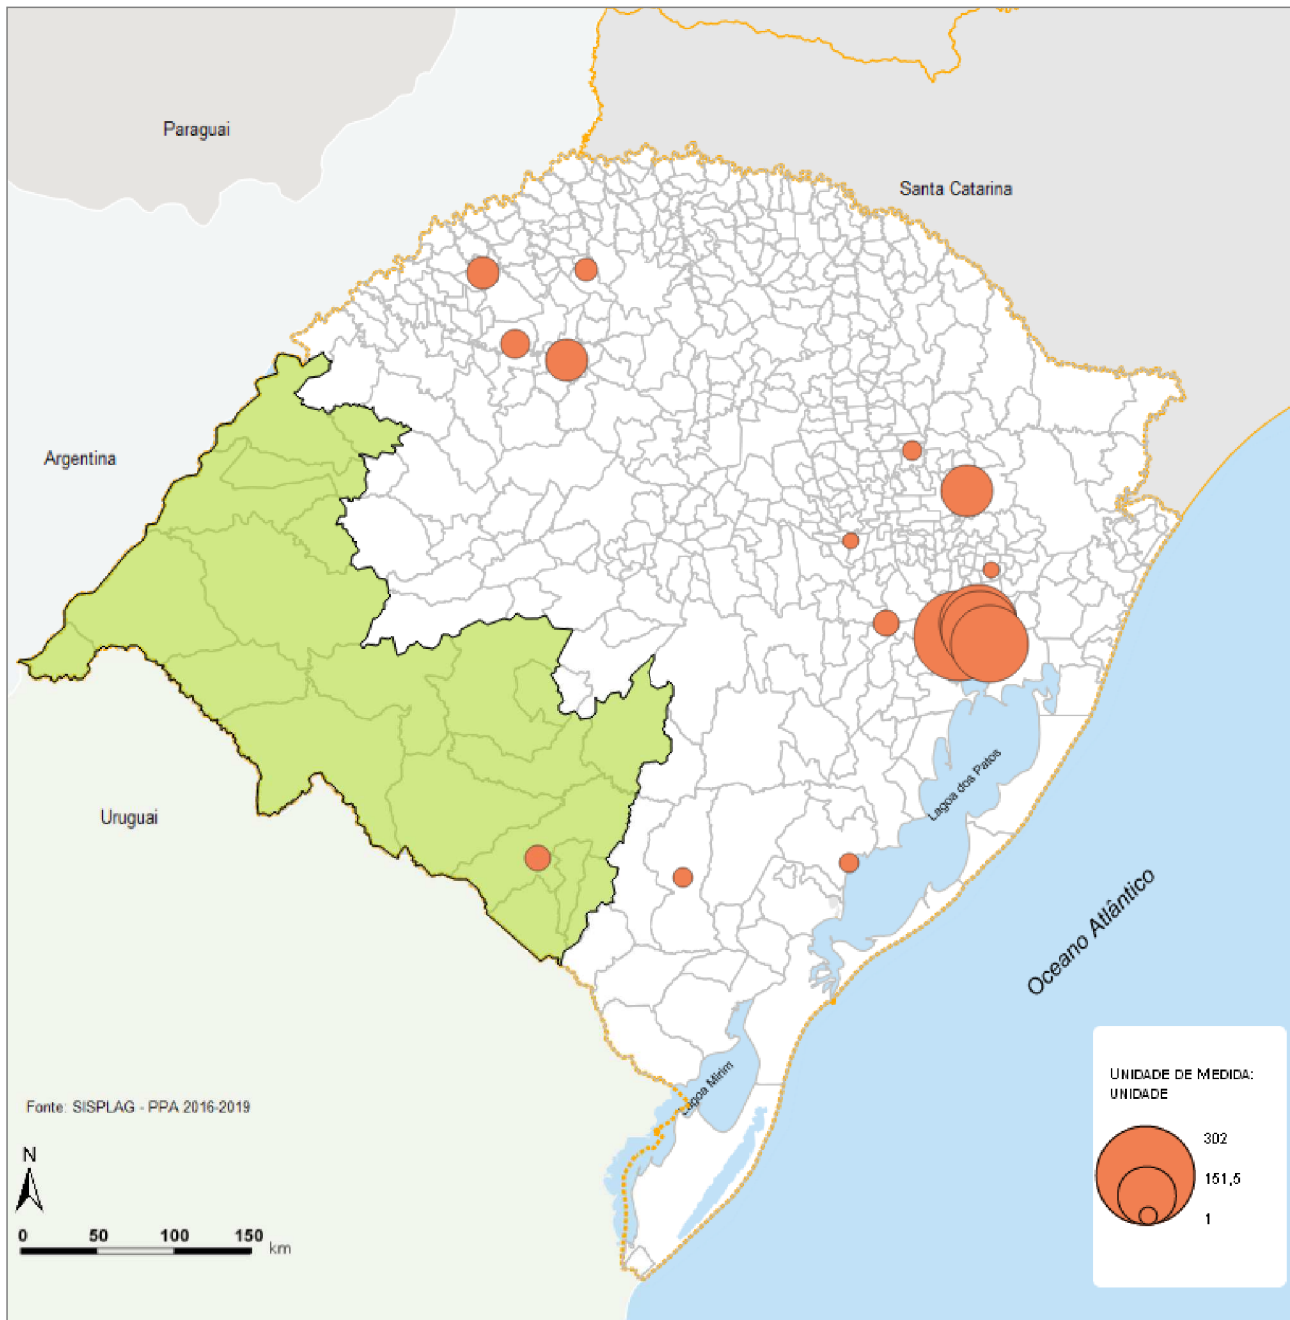 Paraguai
Santa Catarina
Argentina
Lagoa dos Patos
Uruguai
Oceano Atlântico
Lagoa Mirim
Fonte: SISPLAG - PPA 2016-2019
N
0 50 100 150
km
UNIDADE DE MEDIDA:
UNIDADE
302
151,5
1